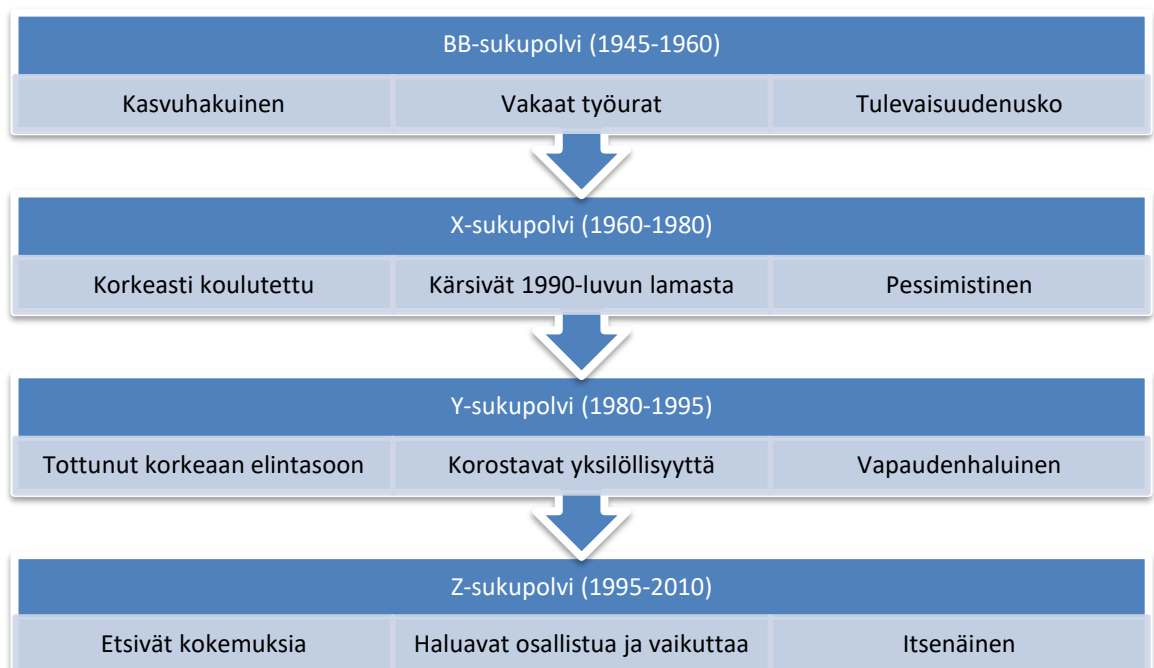 BB-sukupolvi (1945-1960)
Kasvuhakuinen
Vakaat työurat
Tulevaisuudenusko
X-sukupolvi (1960-1980)
Korkeasti koulutettu
Kärsivät 1990-luvun lamasta
Pessimistinen
Y-sukupolvi (1980-1995)
Tottunut korkeaan elintasoon
Korostavat yksilöllisyyttä
Vapaudenhaluinen
Z-sukupolvi (1995-2010)
Etsivät kokemuksia
Haluavat osallistua ja vaikuttaa
Itsenäinen